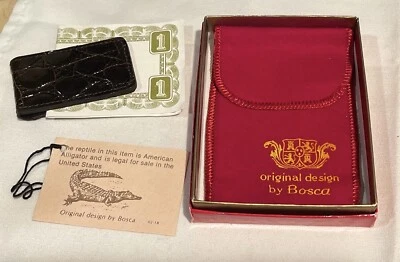 1
1
The reptile in this item is American
Alligator and is legal for sale in the
United States
Original design by Bosca
original design
by Bosca